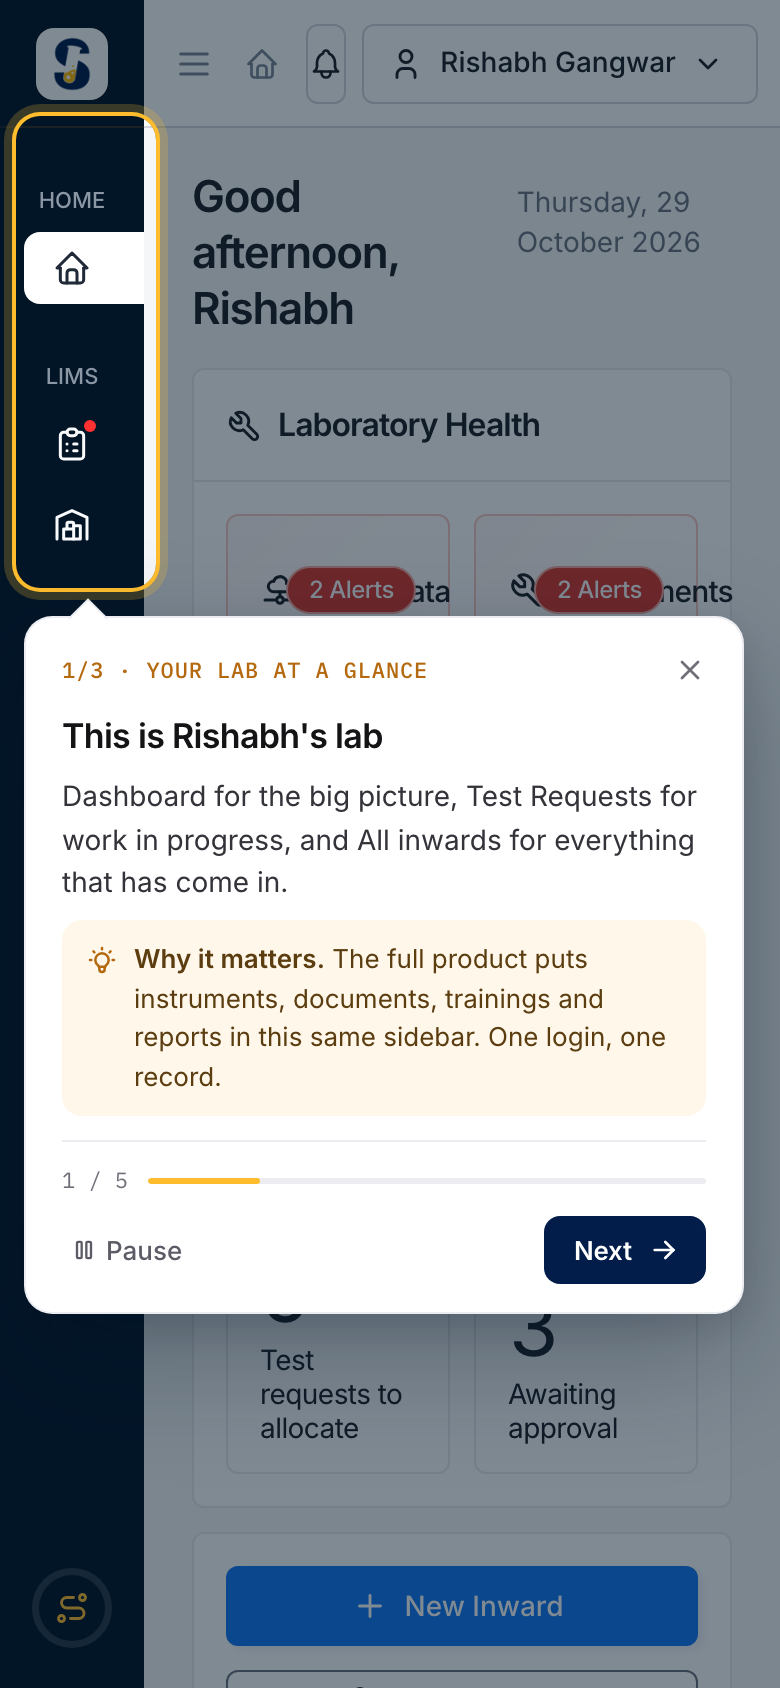 Rishabh Gangwar
HOME
LIMS
Good
afternoon,
Rishabh
Thursday, 29
October 2026
Laboratory Health
2 Alerts
2 Alerts
1/3 · YOUR LAB AT A GLANCE
This is Rishabh's lab
Dashboard for the big picture, Test Requests for
work in progress, and All inwards for everything
that has come in.
Why it matters. The full product puts
instruments, documents, trainings and
reports in this same sidebar. One login, one
record.
1 / 5
Pause
Next
Test
requests to
allocate
3
Awaiting
approval
New Inward